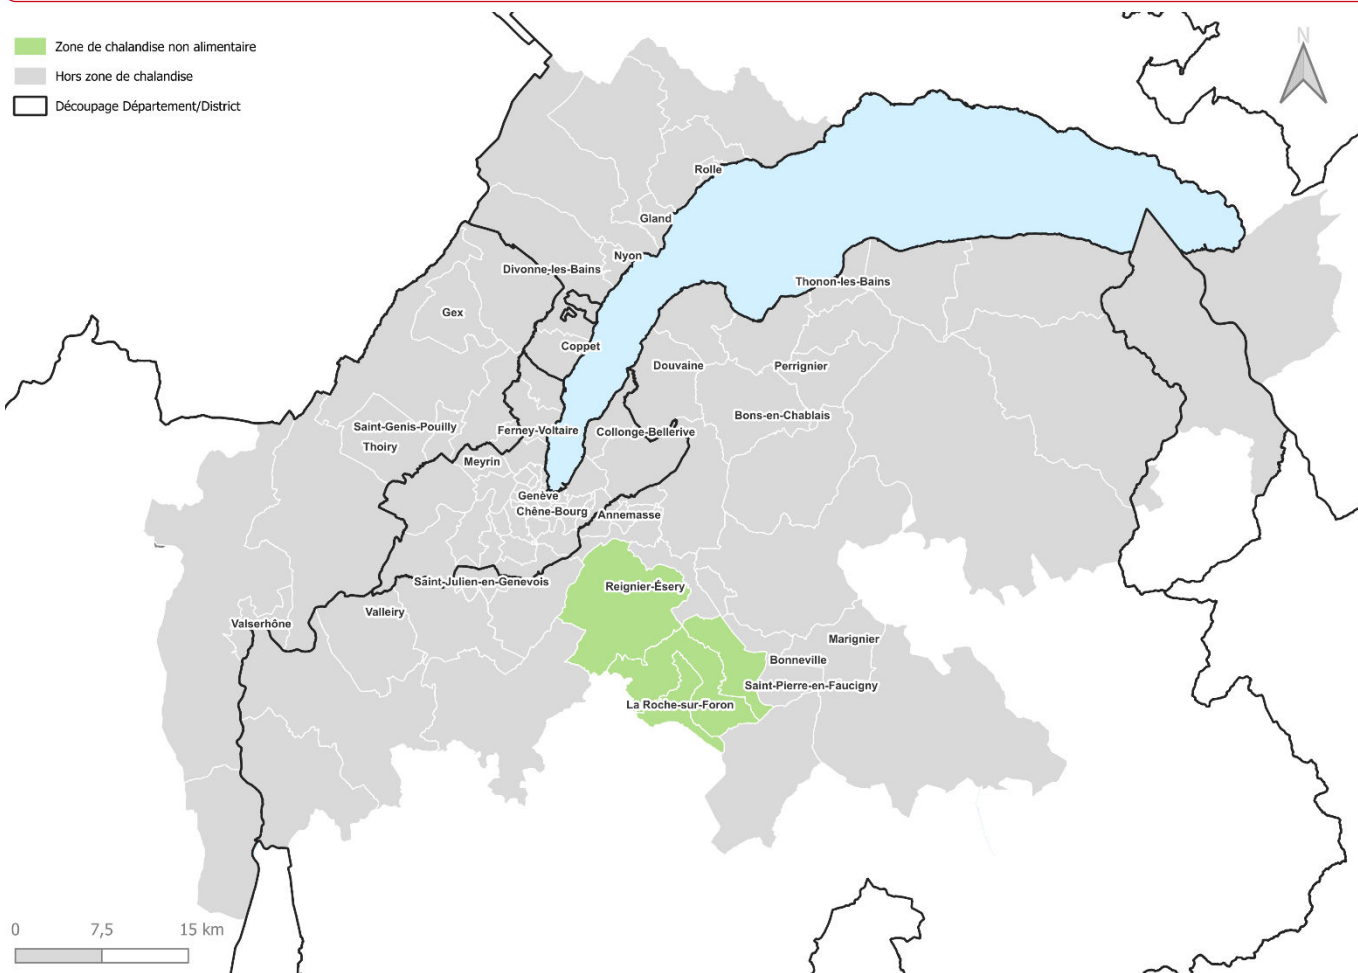 Zone de chalandise non alimentaire
Hors zone de chalandise
Découpage Département/District
N
Rolle
Gland
Nyon
Divonne-les-Bains
Thonon-les-Bains
Gex
Coppet
Douvaine
Perrignier
Bons-en-Chablais
Saint-Genis-Pouilly
Ferney-Voltaire
Collonge-Bellerive
Thoiry
Meyrin
Genève
Chêne-Bourg
Annemasse
Saint-Julien-en-Genevois
Reignier-Ésery
Valleiry
Valserhône
Marignier
Bonneville
Saint-Pierre-en-Faucigny
La Roche-sur-Foron
0 7,5 15 km